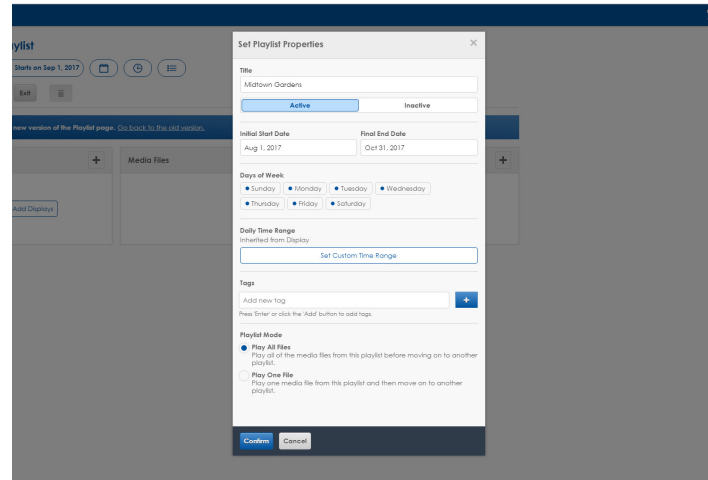 ylist
Starts on Sep 1, 2017
Exit
new version of the Playlist page. Go back to the old version.
Media Files
Add Displays
Set Playlist Properties
Title
Midtown Gardens
Active Inactive
Initial Start Date Final End Date
Aug 1, 2017 Oct 31, 2017
Days of Week
Sunday Monday Tuesday Wednesday
Thursday Friday Saturday
Daily Time Range
Inherited from Display
Set Custom Time Range
Tags
Add new tag
Press 'Enter' or click the 'Add' button to add tags.
Playlist Mode
Play All Files
Play all of the media files from this playlist before moving on to another
playlist.
Play One File
Play one media file from this playlist and then move on to another
playlist.
Confirm Cancel